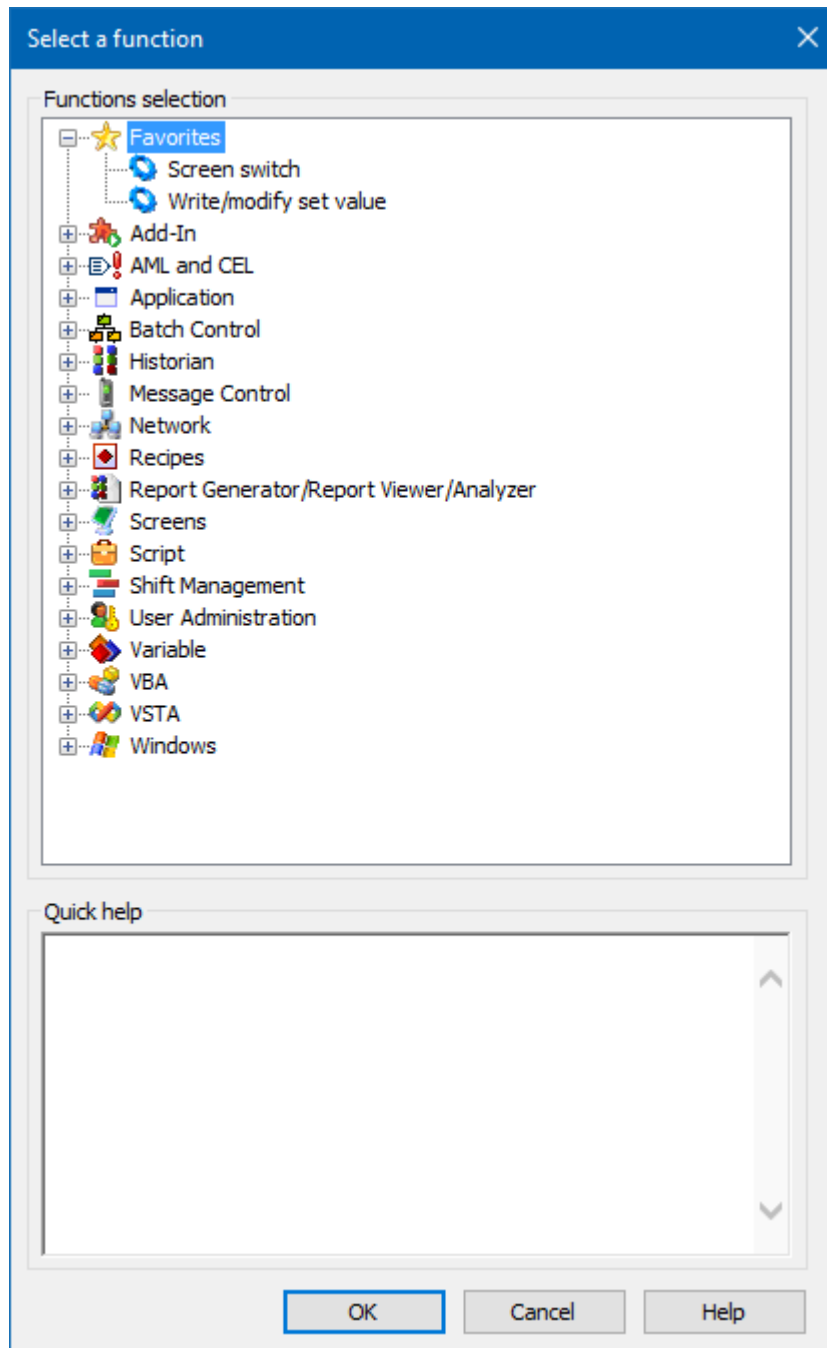 Select a function
Functions selection
Favorites
Screen switch
Write/modify set value
Add-In
AML and CEL
Application
Batch Control
Historian
Message Control
Network
Recipes
Report Generator/Report Viewer/Analyzer
Screens
Script
Shift Management
User Administration
Variable
VBA
VSTA
Windows
Quick help
OK Cancel Help